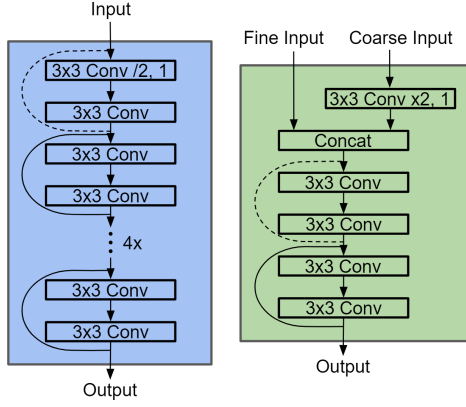 Input
3x3 Conv /2, 1
3x3 Conv
3x3 Conv
3x3 Conv
4x
3x3 Conv
3x3 Conv
Output
Fine Input
Coarse Input
3x3 Conv x2, 1
Concat
3x3 Conv
3x3 Conv
3x3 Conv
3x3 Conv
Output